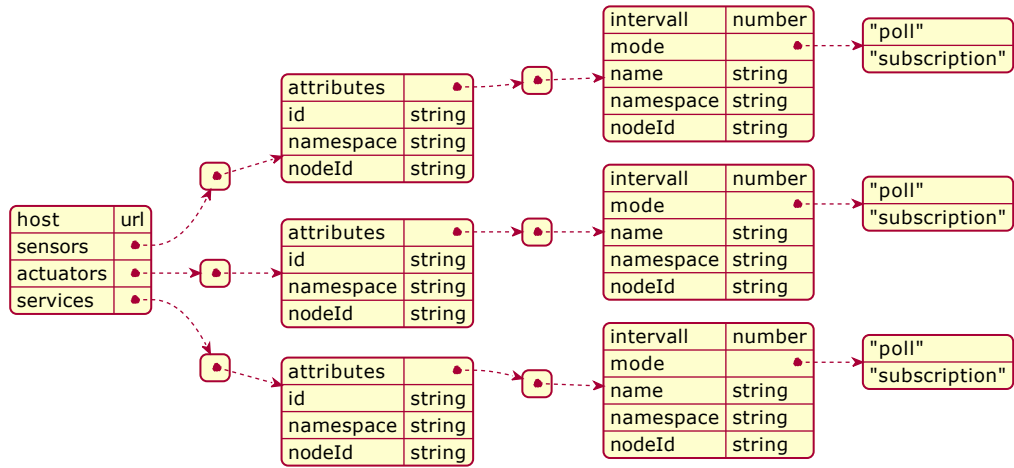 host url
sensors
actuators
services
attributes
id string
namespace string
nodeId string
intervall number
mode
name string
namespace string
nodeId string
"poll"
"subscription"
attributes
id string
namespace string
nodeId string
intervall number
mode
name string
namespace string
nodeId string
"poll"
"subscription"
attributes
id string
namespace string
nodeId string
intervall number
mode
name string
namespace string
nodeId string
"poll"
"subscription"